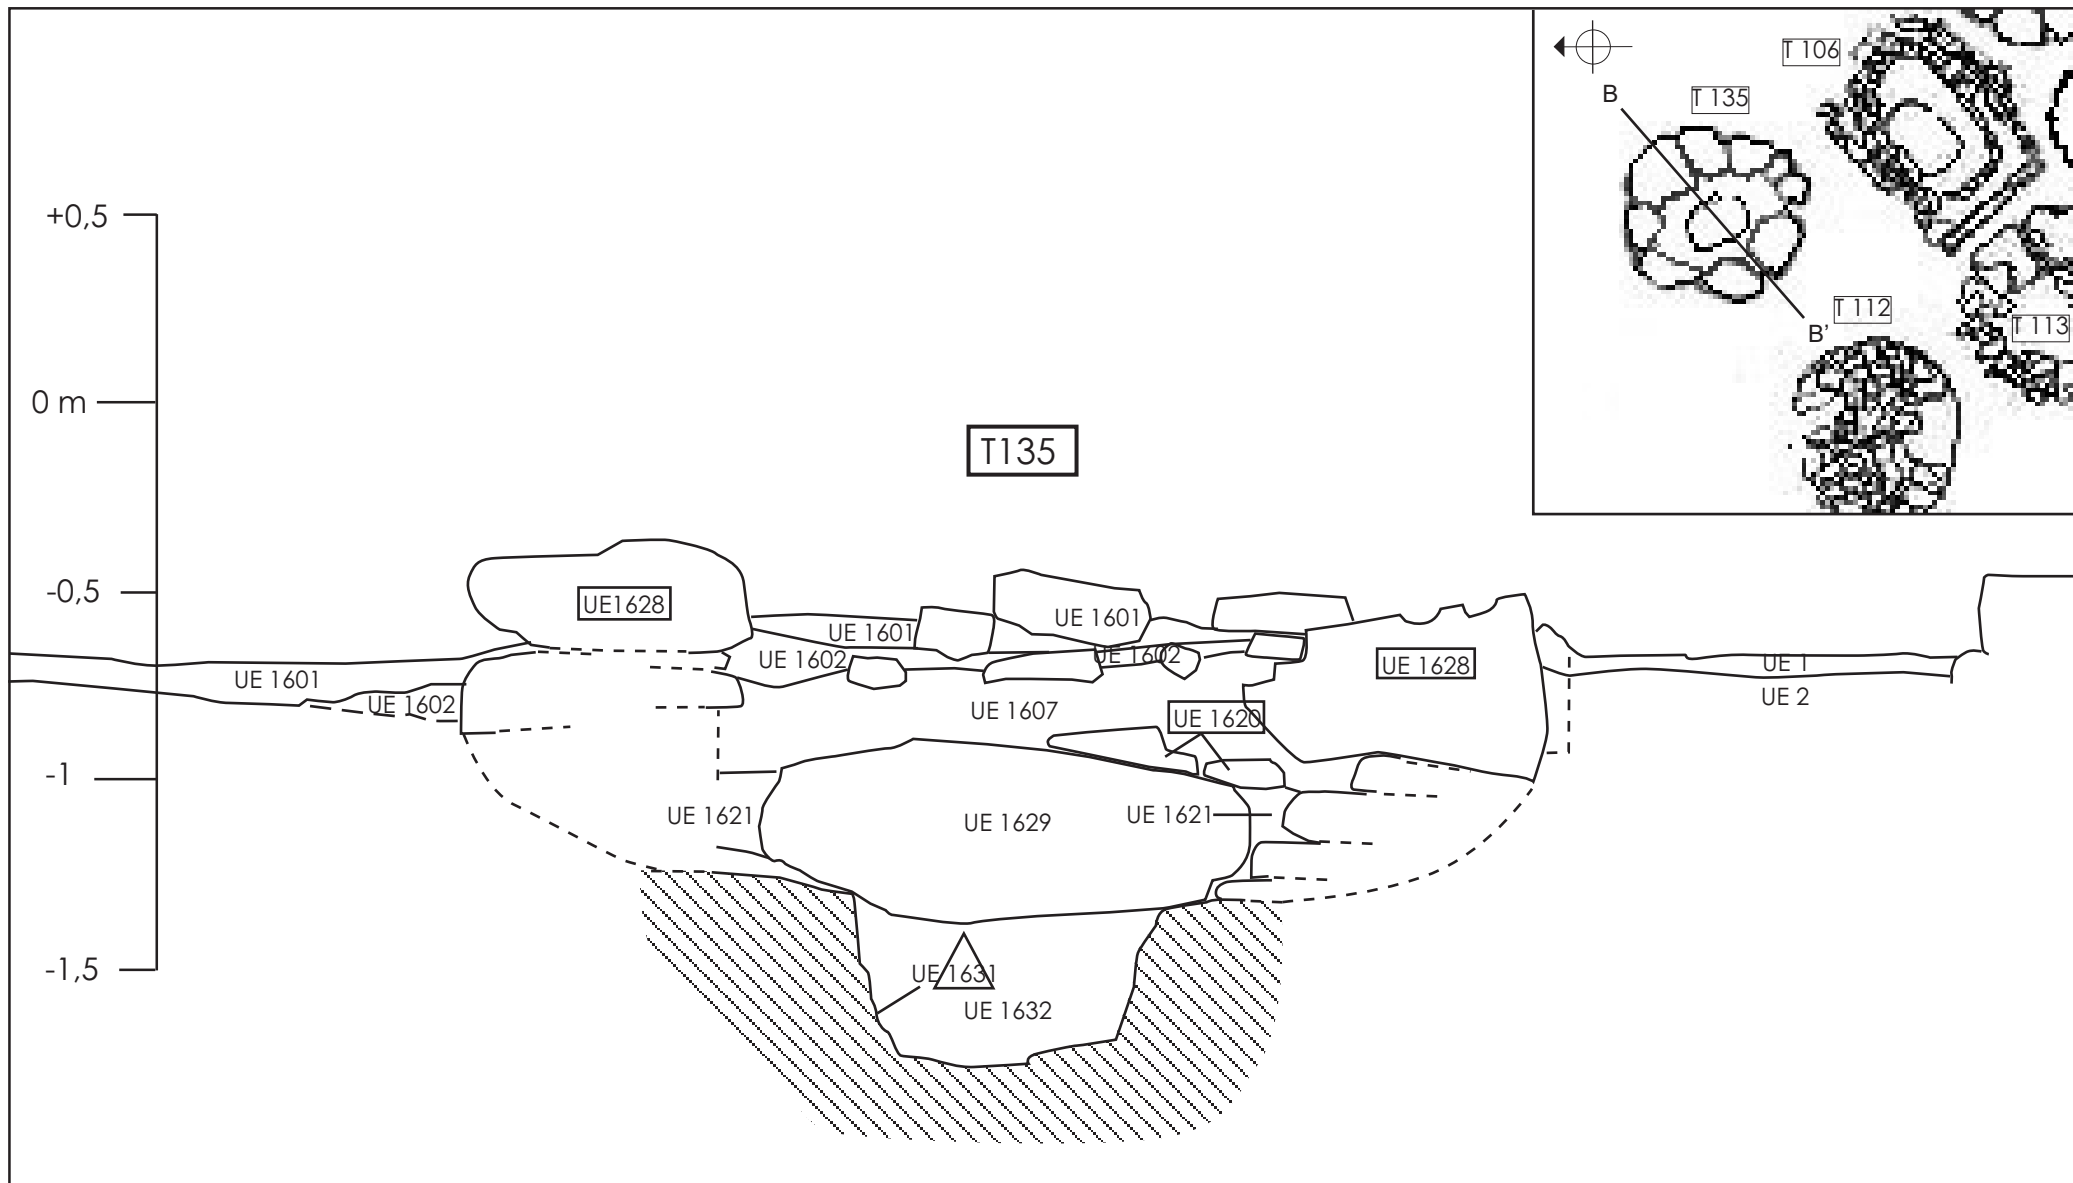 T 106
B
T 135
+0,5
T 112
B'
T 113
0 m
T135
-0,5
UE1628
UE 1601
UE 1601
UE 1602
UE 1602
UE 1628
UE 1
UE 1601
UE 1602
UE 2
UE 1607
UE 1620
-1
UE 1621
UE 1629
UE 1621
-1,5
UE 1631
UE 1632